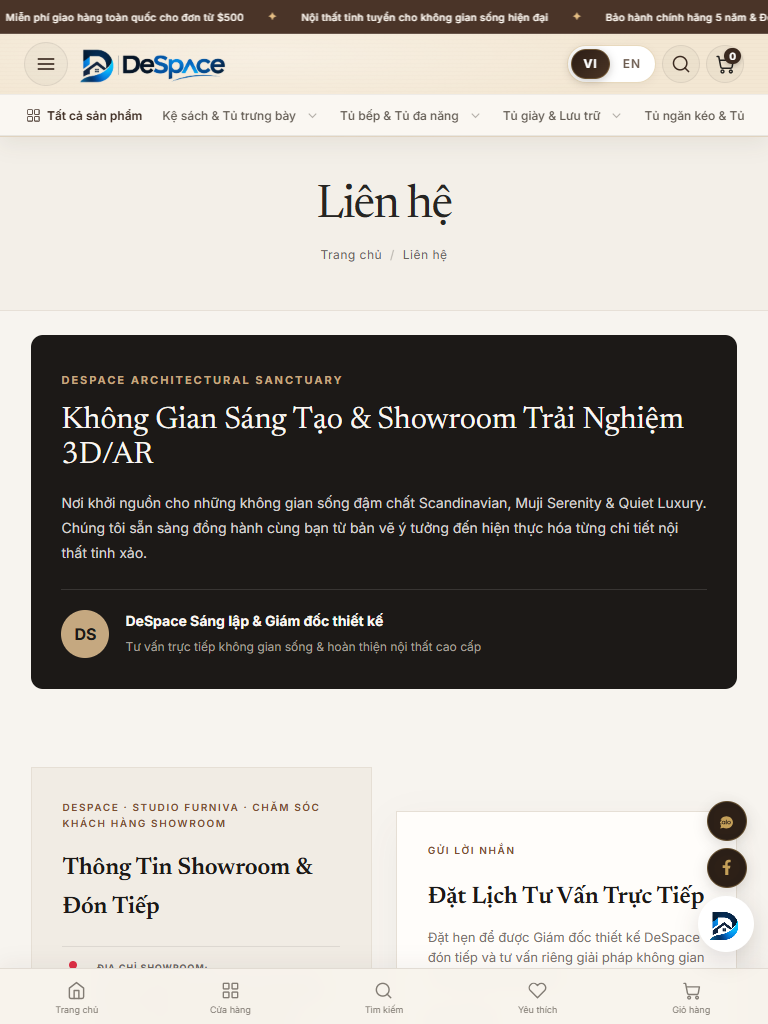 Miễn phí giao hàng toàn quốc cho đơn từ $500 ✦ Nội thất tinh tuyển cho không gian sống hiện đại ✦ Bảo hành chính hãng 5 năm &
DeSpace
VI EN
0
Tất cả sản phẩm Kệ sách & Tủ trưng bày Tủ bếp & Tủ đa năng Tủ giày & Lưu trữ Tủ ngăn kéo & Tủ
Liên hệ
Trang chủ / Liên hệ
DESPACE ARCHITECTURAL SANCTUARY
Không Gian Sáng Tạo & Showroom Trải Nghiệm
3D/AR
Nơi khởi nguồn cho những không gian sống đậm chất Scandinavian, Muji Serenity & Quiet Luxury.
Chúng tôi sẵn sàng đồng hành cùng bạn từ bản vẽ ý tưởng đến hiện thực hóa từng chi tiết nội
thất tinh xảo.
DS
DeSpace Sáng lập & Giám đốc thiết kế
Tư vấn trực tiếp không gian sống & hoàn thiện nội thất cao cấp
DESPACE · STUDIO FURNIVA · CHĂM SÓC
KHÁCH HÀNG SHOWROOM
Thông Tin Showroom &
Đón Tiếp
ĐỊA CHỈ SHOWROOM:
GỬI LỜI NHẮN
Đặt Lịch Tư Vấn Trực Tiếp
Đặt hẹn để được Giám đốc thiết kế DeSpace
đón tiếp và tư vấn riêng giải pháp không gian
Zalo
Trang chủ Cửa hàng Tìm kiếm Yêu thích Giỏ hàng